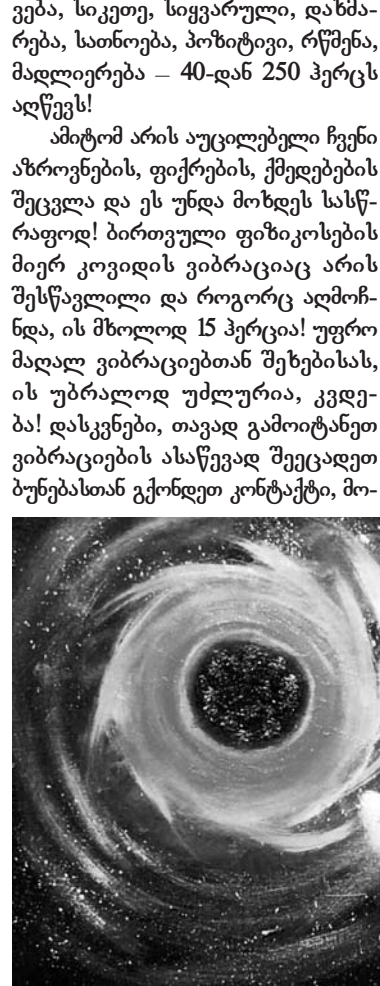 ვება, სიკეთე, სიყვარული, დახმა-
რება, სათნოება, პოზიტივი, რწმენა,
მადლიერება – 40-დან 250 ჰერცს
აღწევს!
ამიტომ არის აუცილებელი ჩვენი
აზროვნების, ფიქრების, ქმედებების
შეცვლა და ეს უნდა მოხდეს სასწ-
რაფოდ! ბირთვული ფიზიკოსების
მიერ კოვიდის ვიბრაციაც არის
შესწავლილი და როგორც აღმოჩ-
ნდა, ის მხოლოდ 15 ჰერცია! უფრო
მაღალ ვიბრაციებთან შეხებისას,
ის უბრალოდ უძლურია, კვდე-
ბა! დასკვნები, თავად გამოიტანეთ
ვიბრაციების ასაწევად შეეცადეთ
ბუნებასთან გქონდეთ კონტაქტი, მო-